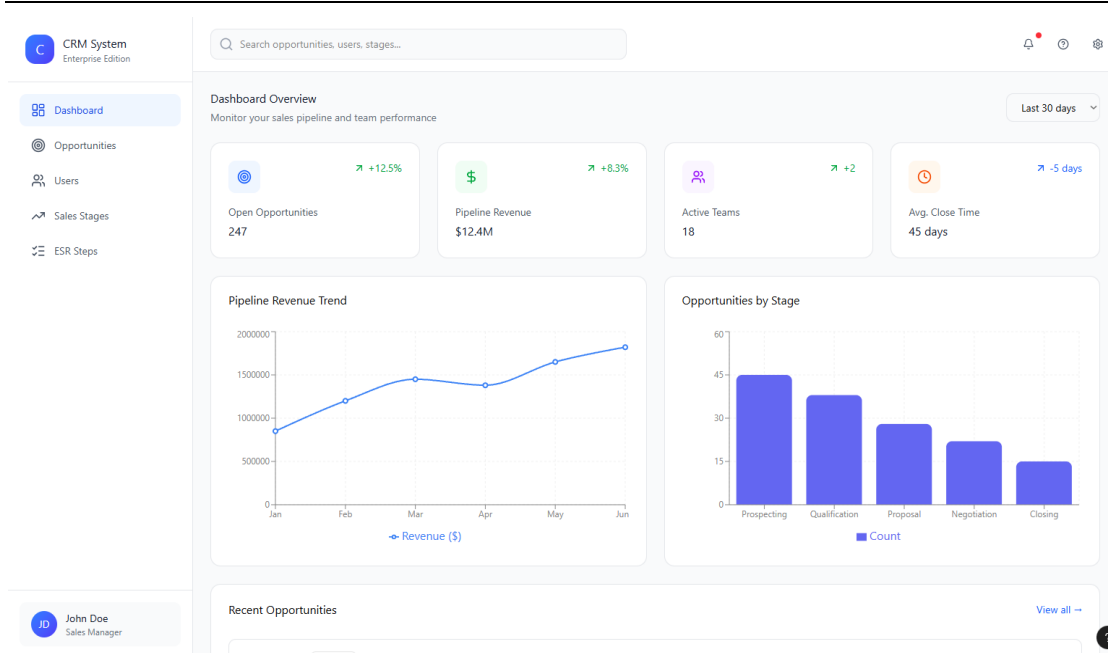 C
CRM System
Enterprise Edition
Dashboard
Opportunities
Users
Sales Stages
ESR Steps
JD
John Doe
Sales Manager
Search opportunities, users, stages...
Dashboard Overview
Monitor your sales pipeline and team performance
Last 30 days
+12.5%
Open Opportunities
247
$
+8.3%
Pipeline Revenue
$12.4M
+2
Active Teams
18
-5 days
Avg. Close Time
45 days
Pipeline Revenue Trend
2000000
1500000
1000000
500000
0
Jan Feb Mar Apr May Jun
Revenue ($)
Opportunities by Stage
60
45
30
15
0
Prospecting Qualification Proposal Negotiation Closing
Count
Recent Opportunities
View all →
?